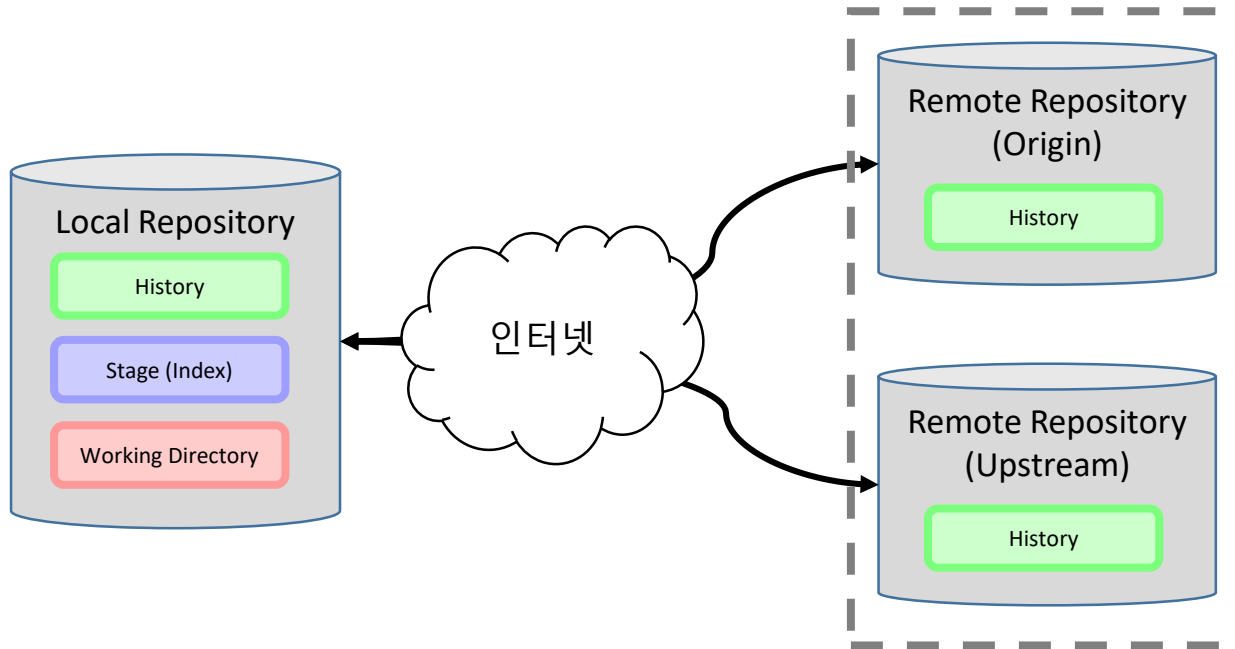 Local Repository
History
Stage (Index)
Working Directory
인터넷
Remote Repository
(Origin)
History
Remote Repository
(Upstream)
History